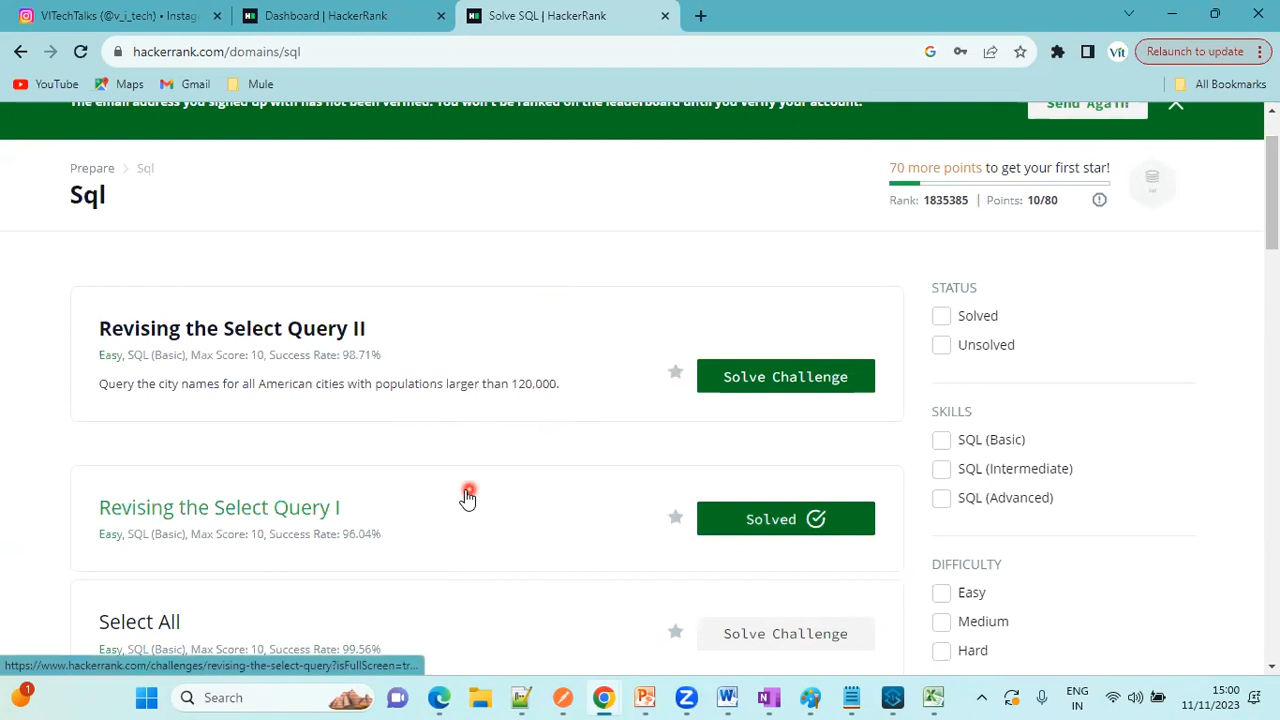 VITechTalks (@v_i_tech) • Instag
Dashboard | HackerRank
Solve SQL | HackerRank
hackerrank.com/domains/sql
Vit
Relaunch to update
YouTube
Maps
Gmail
Mule
All Bookmarks
The email address you signed up with has not been verified. You won't be ranked on the leaderboard until you verify your account.
Send Again
Prepare > Sql
Sql
70 more points to get your first star!
Rank: 1835385 | Points: 10/80
Revising the Select Query II
Easy, SQL (Basic), Max Score: 10, Success Rate: 98.71%
Query the city names for all American cities with populations larger than 120,000.
Solve Challenge
Revising the Select Query I
Easy, SQL (Basic), Max Score: 10, Success Rate: 96.04%
Solved
Select All
Easy, SQL (Basic), Max Score: 10, Success Rate: 99.56%
Solve Challenge
STATUS
Solved
Unsolved
SKILLS
SQL (Basic)
SQL (Intermediate)
SQL (Advanced)
DIFFICULTY
Easy
Medium
Hard
https://www.hackerrank.com/challenges/revising-the-select-query?isFullScreen=tr...
1
Search
ENG
IN
15:00
11/11/2023